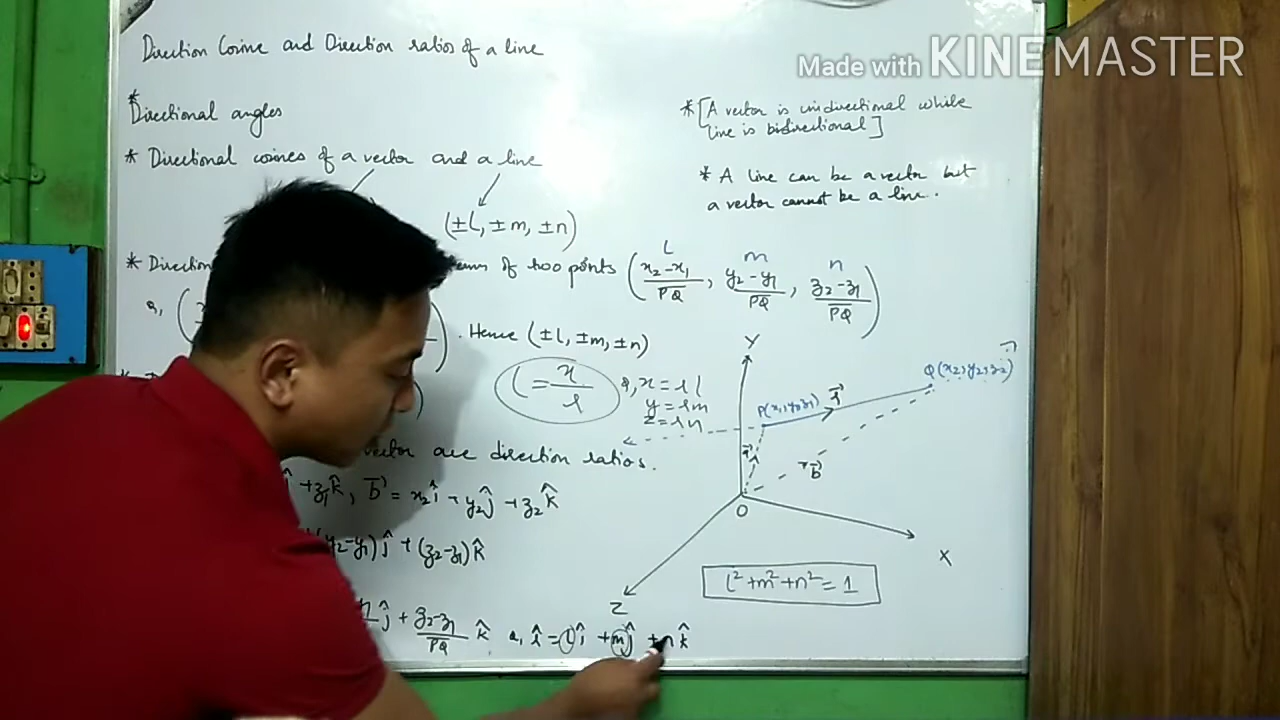 Made with KINEMASTER
Direction Cosine and Direction ratios of a line
*
Directional angles
* Directional cosines of a vector and a line
(±l, ±m, ±n)
* [A vector is unidirectional while
line is bidirectional]
* A line can be a vector but
a vector cannot be a line.
of two points (x₂-x₁/PQ, y₂-y₁/PQ, z₂-z₁/PQ)
l m n
. Hence (±l, ±m, ±n)
l = x/r
x = rl
y = rm
z = rn
vector are direction ratios.
+ z₁k̂, b⃗ = x₂î + y₂ĵ + z₂k̂
(y₂-y₁)ĵ + (z₂-z₁)k̂
ĵ + z₂-z₁/PQ k̂ r̂ = lî + mĵ + nk̂
Y
Q(x₂,y₂,z₂)
P(x₁,y₁,z₁)
r⃗
b⃗
O
X
Z
l² + m² + n² = 1